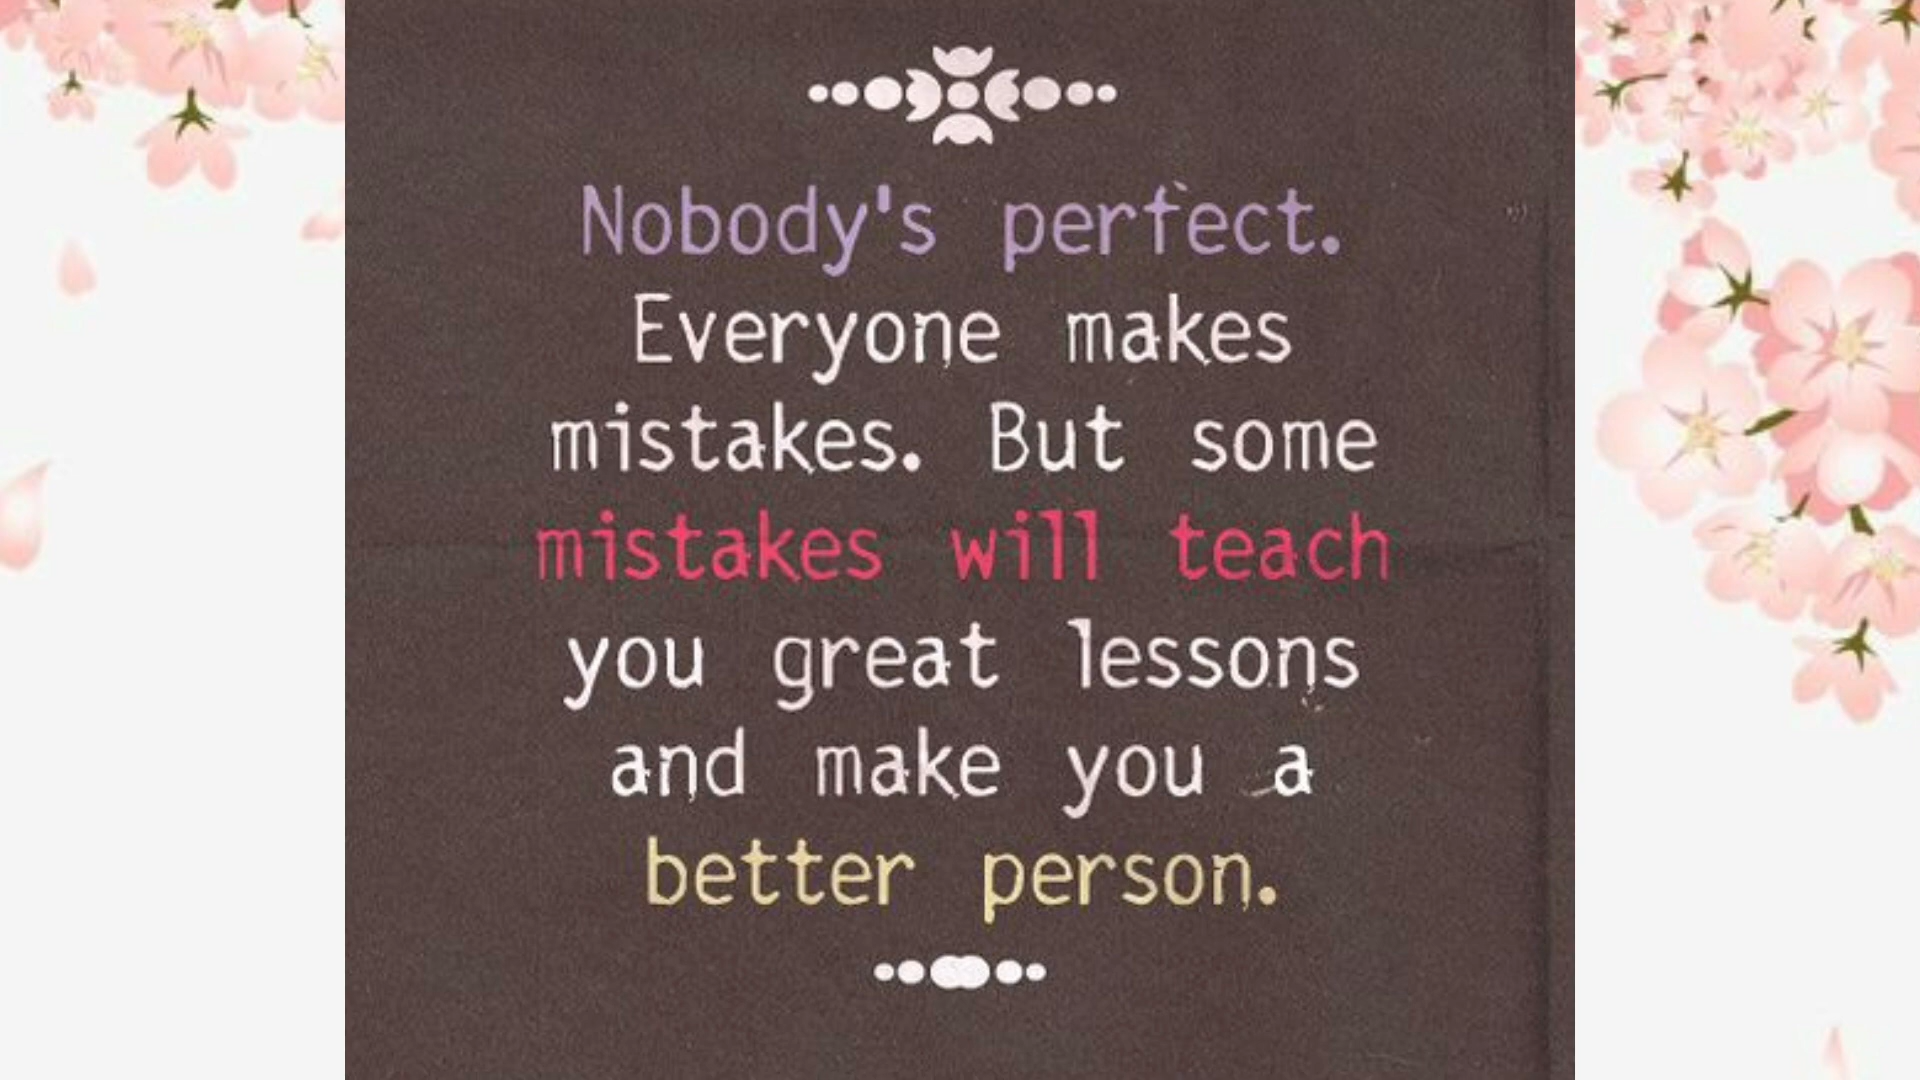 Nobody's perfect.
Everyone makes
mistakes. But some
mistakes will teach
you great lessons
and make you a
better person.